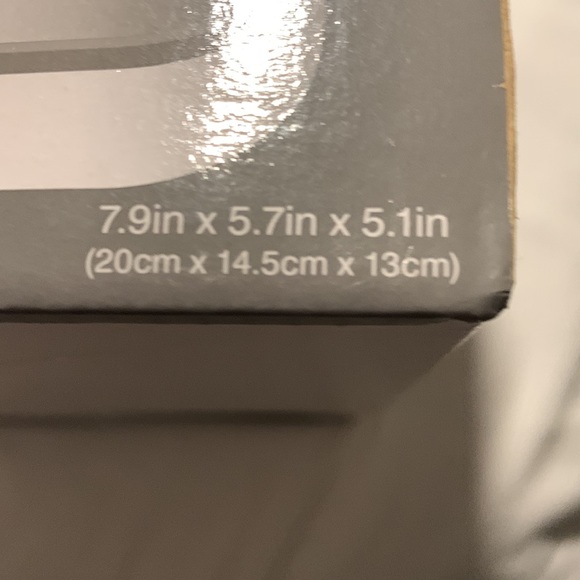 7.9in x 5.7in x 5.1in
(20cm x 14.5cm x 13cm)